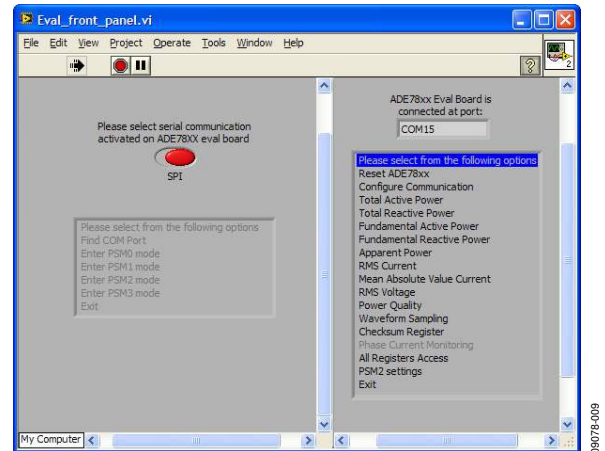 Eval_front_panel.vi
File Edit View Project Operate Tools Window Help
2
Please select serial communication
activated on ADE78XX eval board
SPI
Please select from the following options
Find COM Port
Enter PSM0 mode
Enter PSM1 mode
Enter PSM2 mode
Enter PSM3 mode
Exit
ADE78xx Eval Board is
connected at port:
COM15
Please select from the following options
Reset ADE78xx
Configure Communication
Total Active Power
Total Reactive Power
Fundamental Active Power
Fundamental Reactive Power
Apparent Power
RMS Current
Mean Absolute Value Current
RMS Voltage
Power Quality
Waveform Sampling
Checksum Register
Phase Current Monitoring
All Registers Access
PSM2 settings
Exit
My Computer
09078-009